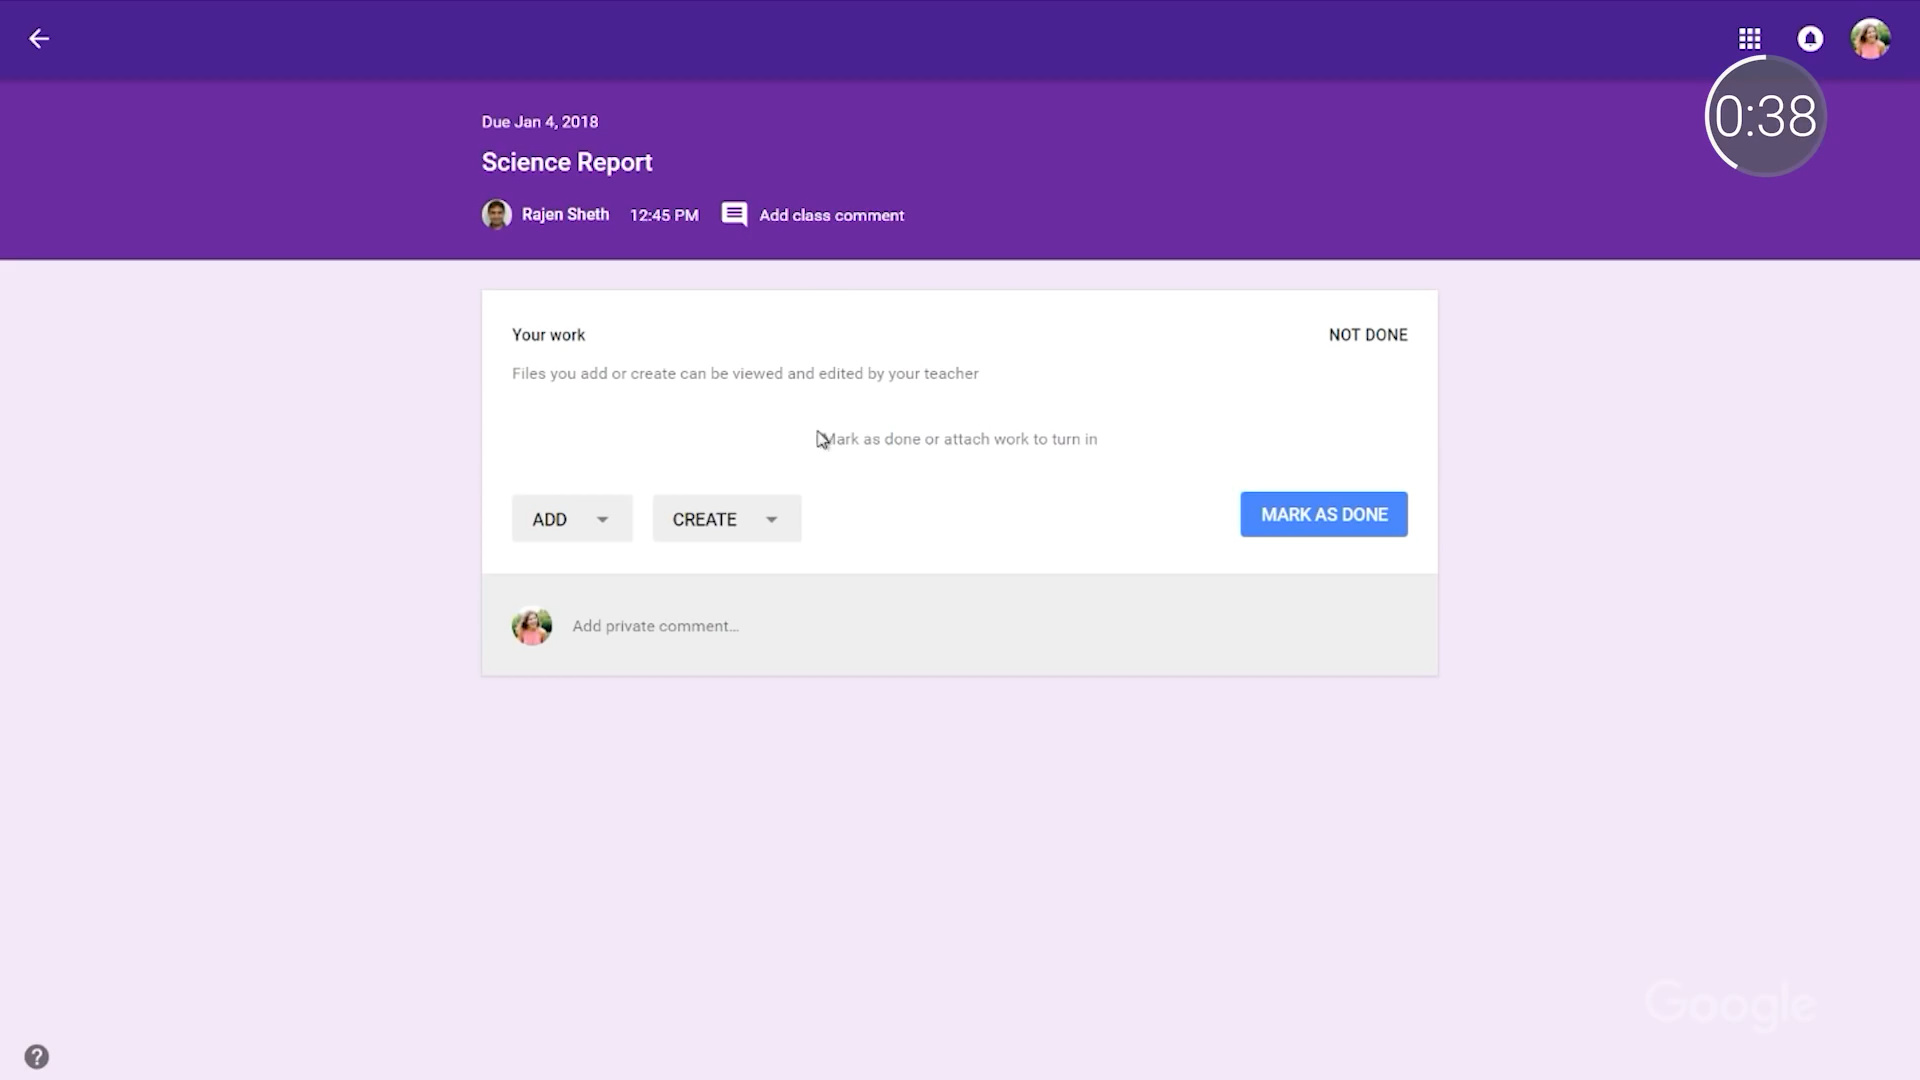 0:38
Due Jan 4, 2018
Science Report
Rajen Sheth 12:45 PM Add class comment
Your work NOT DONE
Files you add or create can be viewed and edited by your teacher
Mark as done or attach work to turn in
ADD CREATE MARK AS DONE
Add private comment...
Google
?